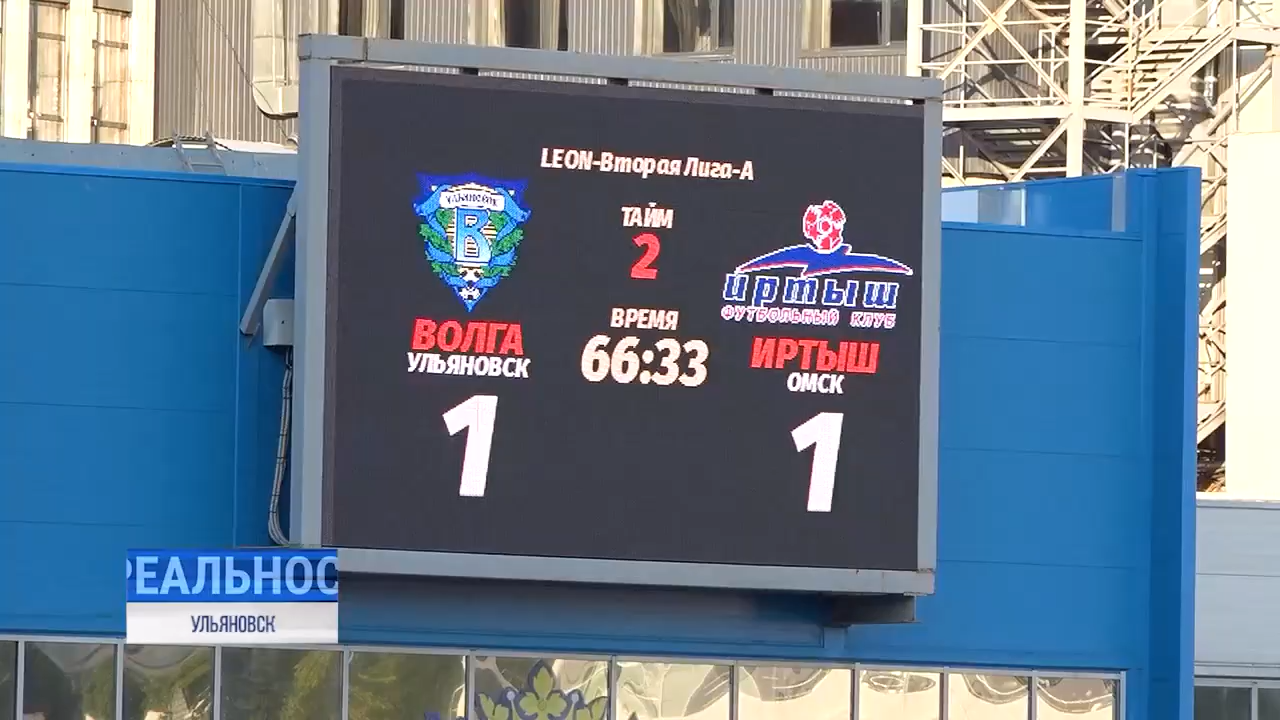 LEON-Вторая Лига-А
УЛЬЯНОВСК
В
ТАЙМ
2
ИРТЫШ
ФУТБОЛЬНЫЙ КЛУБ
ВРЕМЯ
66:33
ВОЛГА
УЛЬЯНОВСК
1
ИРТЫШ
ОМСК
1
РЕАЛЬНОС
УЛЬЯНОВСК